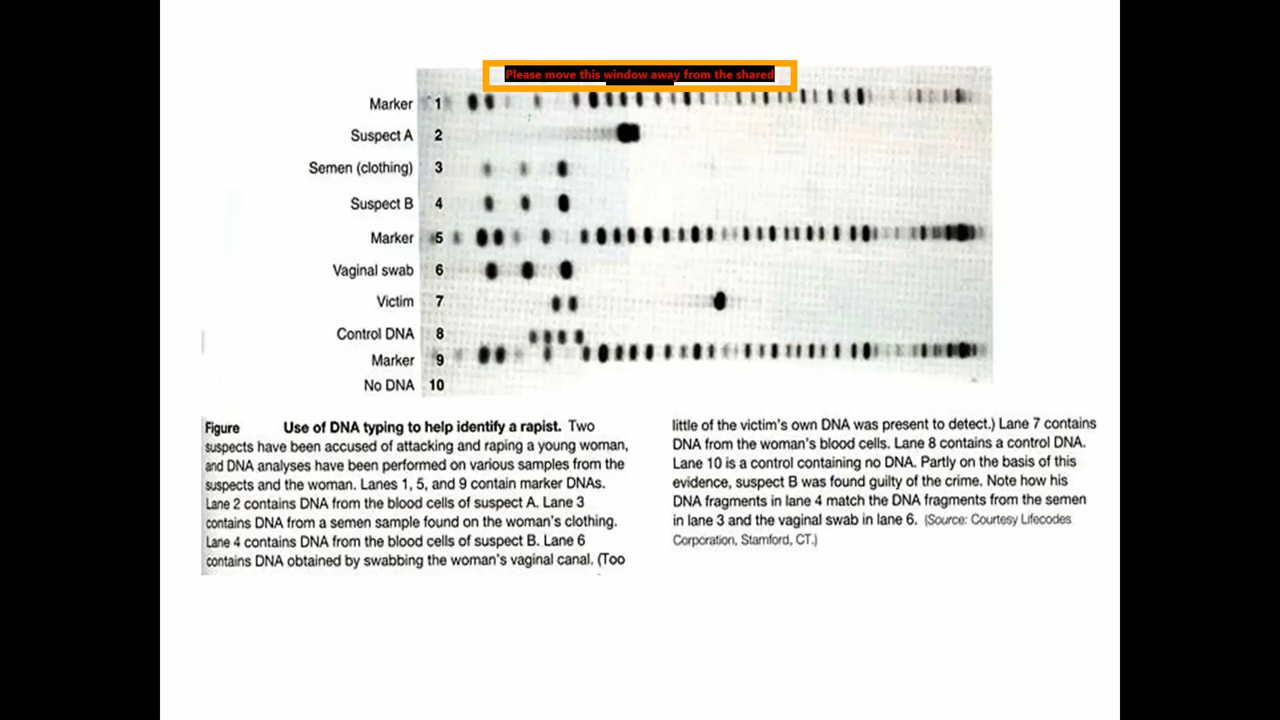 Please move this window away from the shared
Marker 1
Suspect A 2
Semen (clothing) 3
Suspect B 4
Marker 5
Vaginal swab 6
Victim 7
Control DNA 8
Marker 9
No DNA 10
Figure Use of DNA typing to help identify a rapist. Two
suspects have been accused of attacking and raping a young woman,
and DNA analyses have been performed on various samples from the
suspects and the woman. Lanes 1, 5, and 9 contain marker DNAs.
Lane 2 contains DNA from the blood cells of suspect A. Lane 3
contains DNA from a semen sample found on the woman's clothing.
Lane 4 contains DNA from the blood cells of suspect B. Lane 6
contains DNA obtained by swabbing the woman's vaginal canal. (Too
little of the victim's own DNA was present to detect.) Lane 7 contains
DNA from the woman's blood cells. Lane 8 contains a control DNA.
Lane 10 is a control containing no DNA. Partly on the basis of this
evidence, suspect B was found guilty of the crime. Note how his
DNA fragments in lane 4 match the DNA fragments from the semen
in lane 3 and the vaginal swab in lane 6. (Source: Courtesy Lifecodes
Corporation, Stamford, CT.)